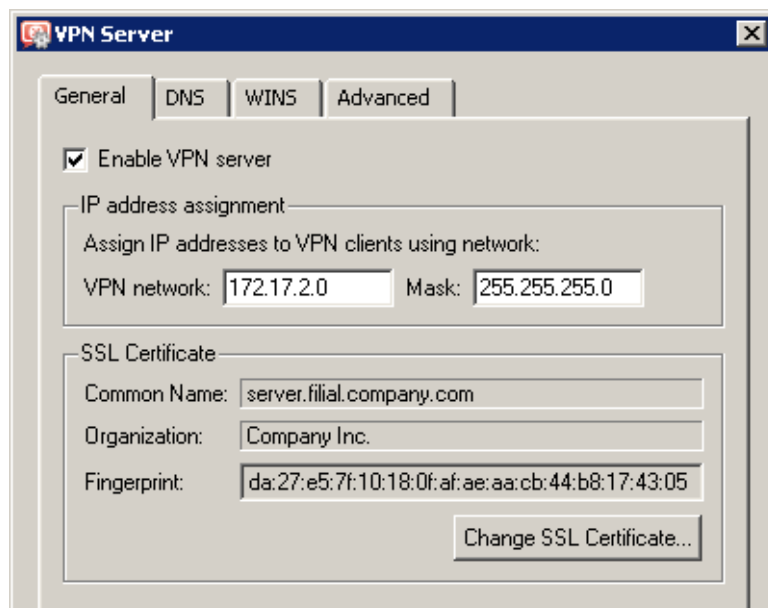 VPN Server
General DNS WINS Advanced
Enable VPN server
IP address assignment
Assign IP addresses to VPN clients using network:
VPN network: 172.17.2.0 Mask: 255.255.255.0
SSL Certificate
Common Name: server.filial.company.com
Organization: Company Inc.
Fingerprint: da:27:e5:7f:10:18:0f:af:ae:aa:cb:44:b8:17:43:05
Change SSL Certificate...